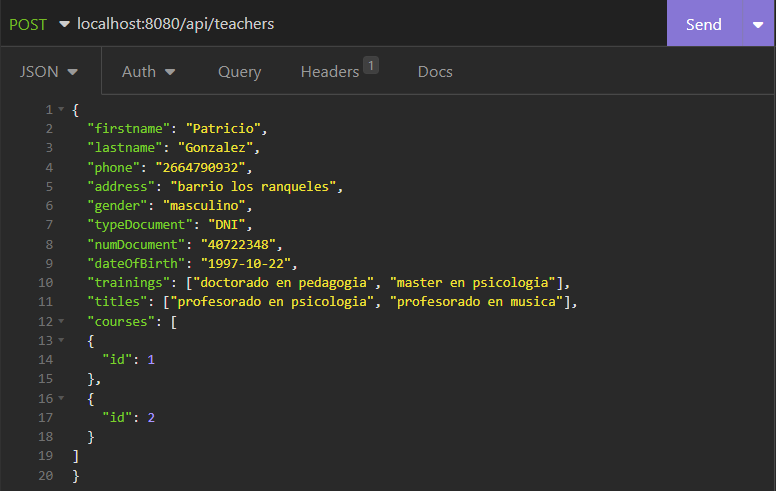 POST localhost:8080/api/teachers Send
JSON Auth Query Headers 1 Docs
1 {
2 "firstname": "Patricio",
3 "lastname": "Gonzalez",
4 "phone": "2664790932",
5 "address": "barrio los ranqueles",
6 "gender": "masculino",
7 "typeDocument": "DNI",
8 "numDocument": "40722348",
9 "dateOfBirth": "1997-10-22",
10 "trainings": ["doctorado en pedagogia", "master en psicologia"],
11 "titles": ["profesorado en psicologia", "profesorado en musica"],
12 "courses": [
13 {
14 "id": 1
15 },
16 {
17 "id": 2
18 }
19 ]
20 }